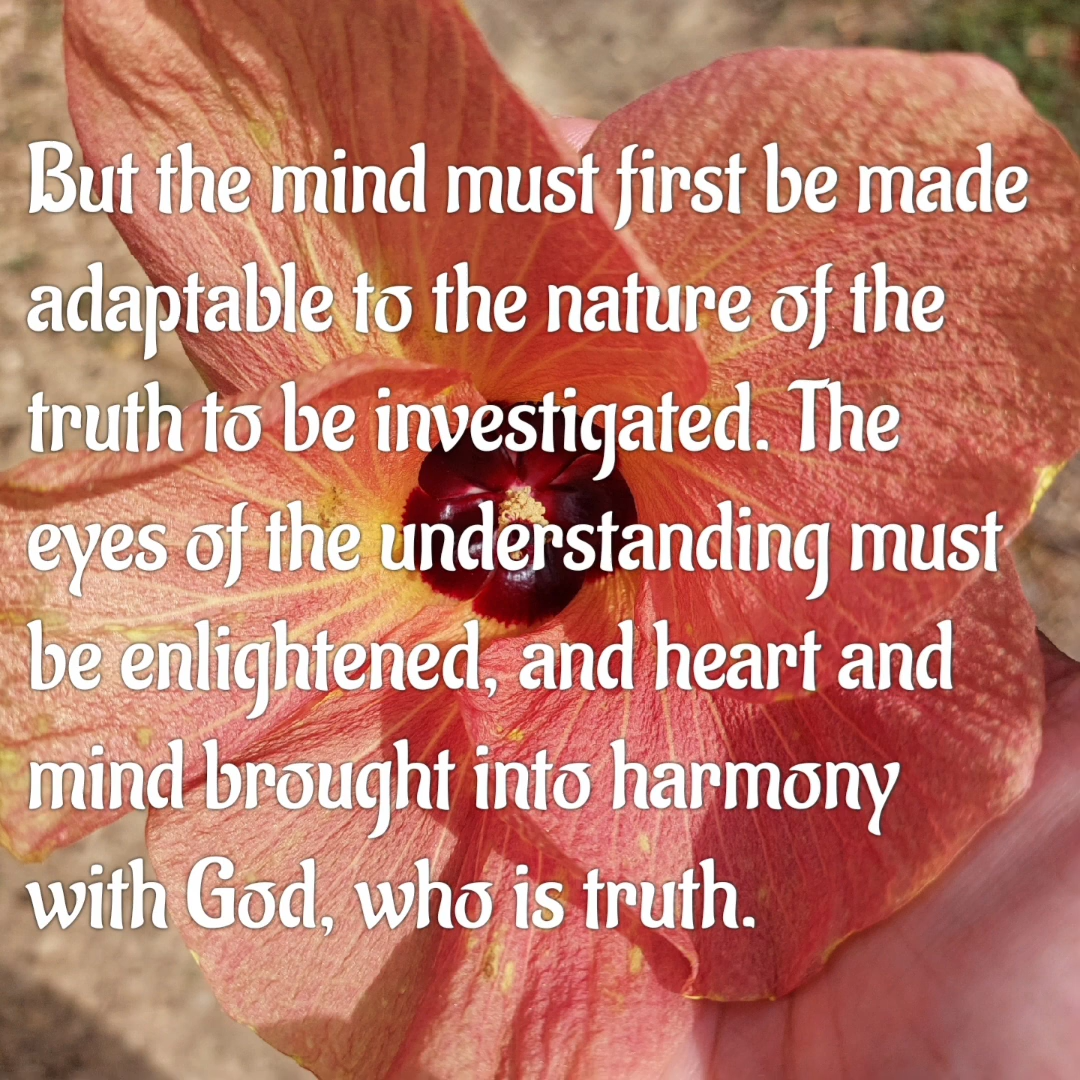 But the mind must first be made
adaptable to the nature of the
truth to be investigated. The
eyes of the understanding must
be enlightened, and heart and
mind brought into harmony
with God, who is truth.